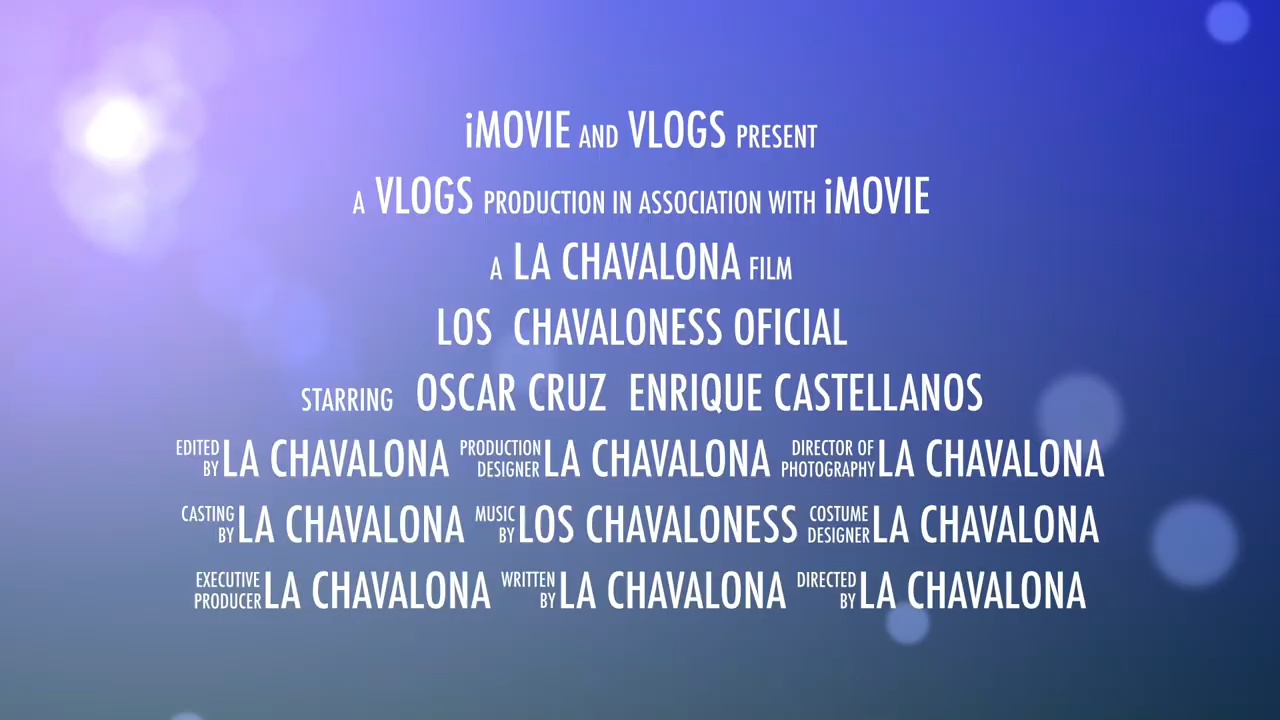 iMOVIE AND VLOGS PRESENT
A VLOGS PRODUCTION IN ASSOCIATION WITH iMOVIE
A LA CHAVALONA FILM
LOS CHAVALONESS OFICIAL
STARRING OSCAR CRUZ ENRIQUE CASTELLANOS
EDITED BY LA CHAVALONA PRODUCTION DESIGNER LA CHAVALONA DIRECTOR OF PHOTOGRAPHY LA CHAVALONA
CASTING BY LA CHAVALONA MUSIC BY LOS CHAVALONESS COSTUME DESIGNER LA CHAVALONA
EXECUTIVE PRODUCER LA CHAVALONA WRITTEN BY LA CHAVALONA DIRECTED BY LA CHAVALONA